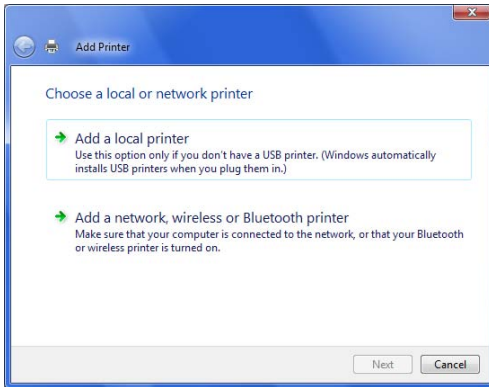 Add Printer
Choose a local or network printer
Add a local printer
Use this option only if you don't have a USB printer. (Windows automatically
installs USB printers when you plug them in.)
Add a network, wireless or Bluetooth printer
Make sure that your computer is connected to the network, or that your Bluetooth
or wireless printer is turned on.
Next Cancel